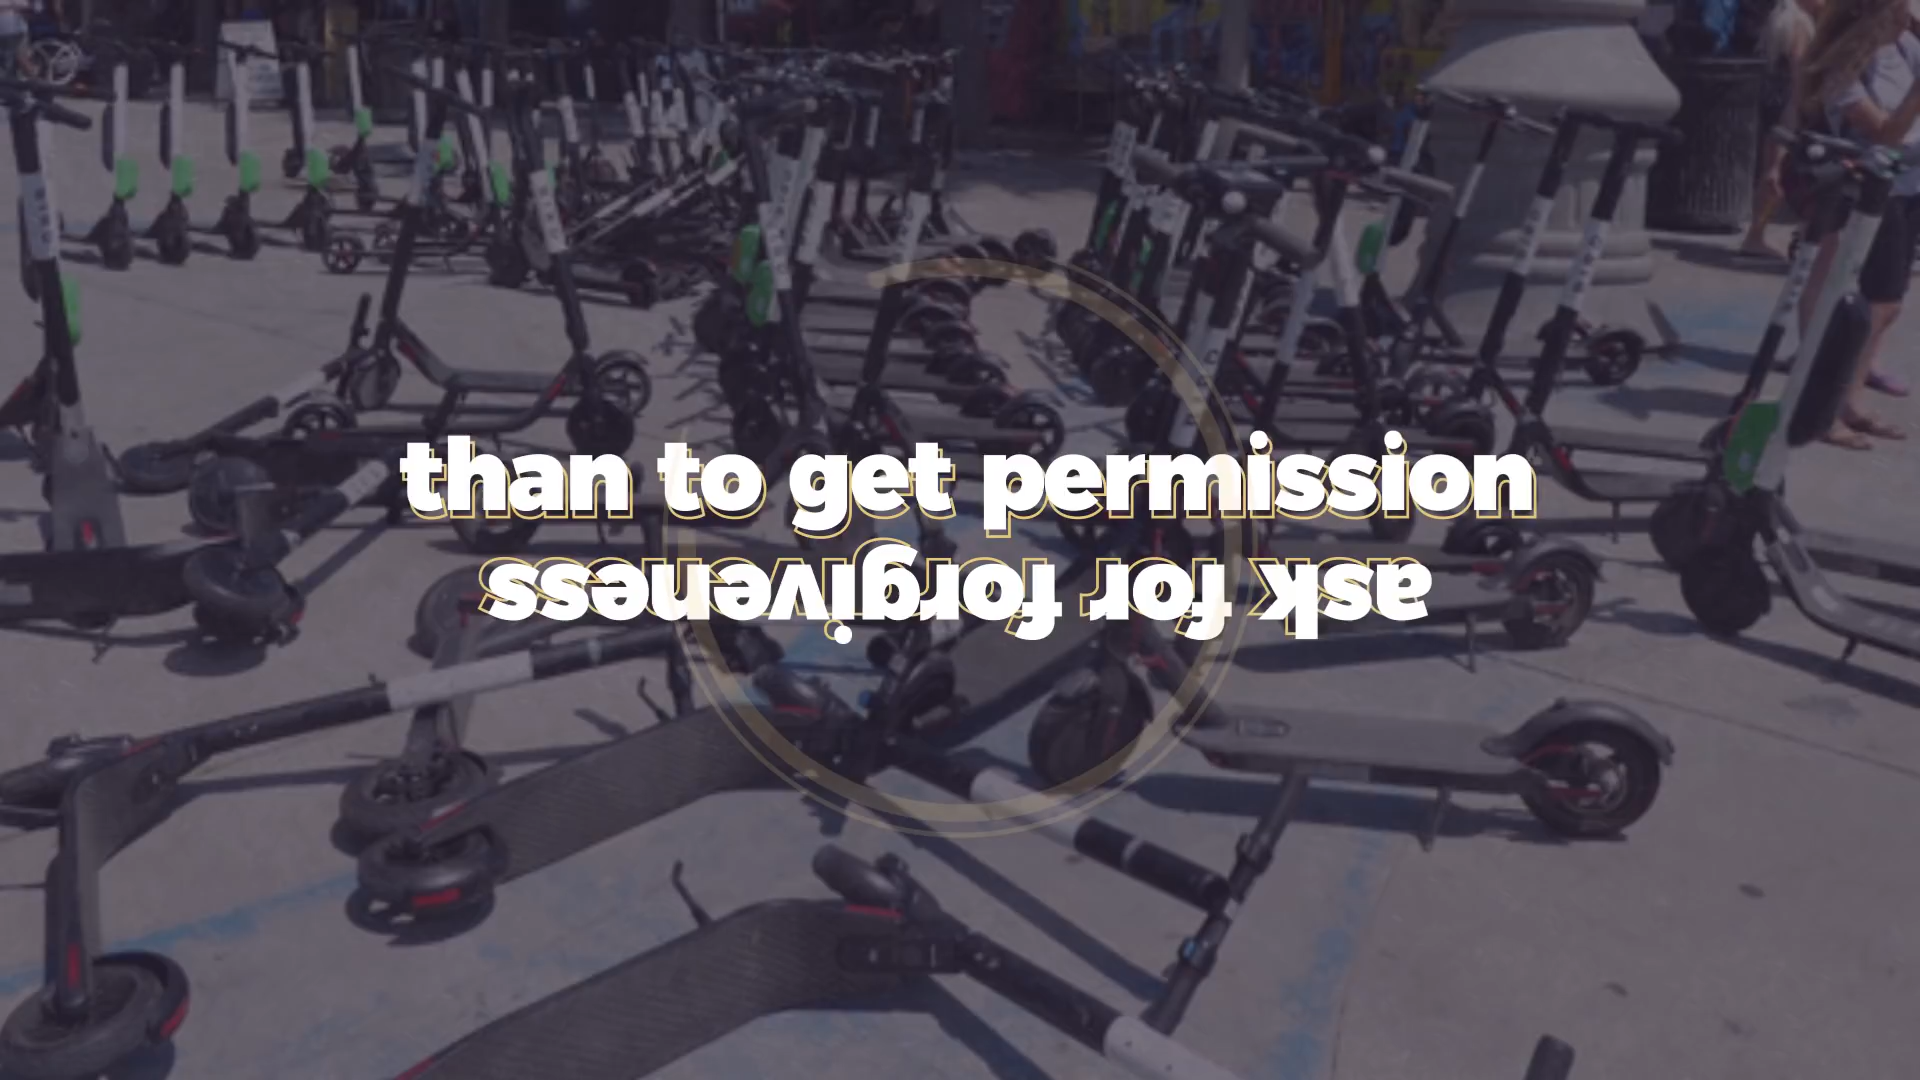 than to get permission
ask for forgiveness